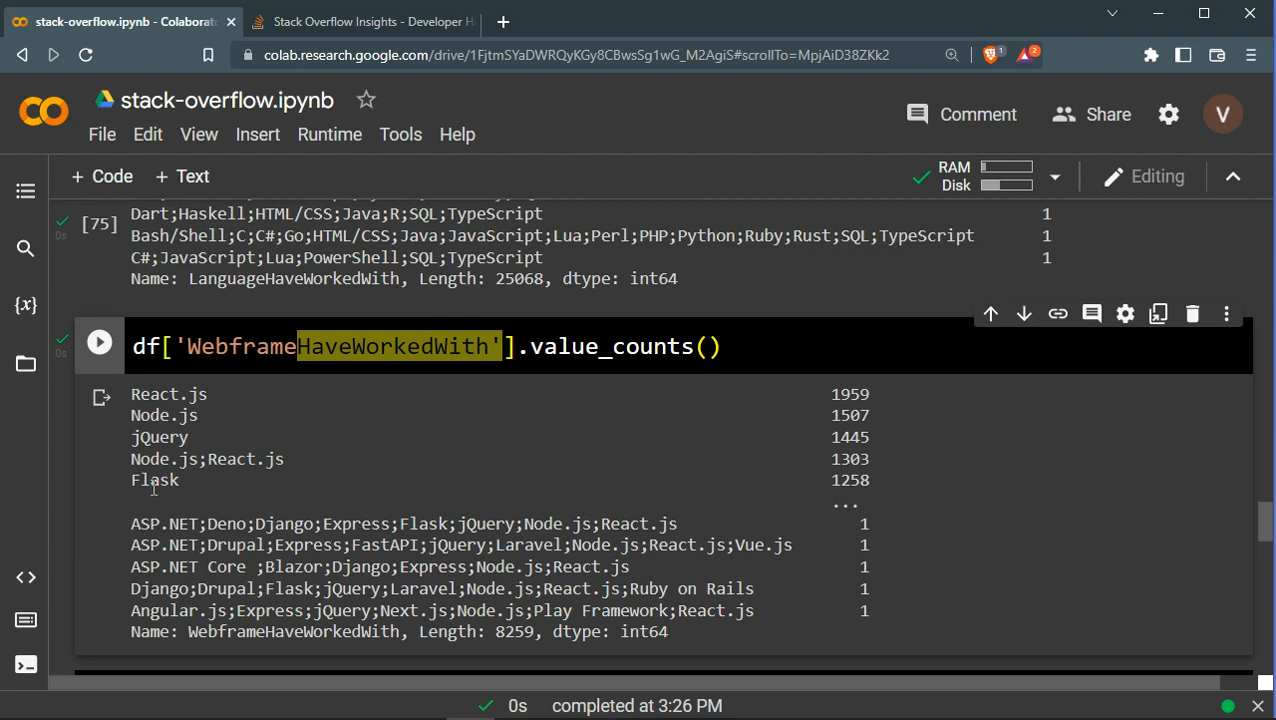 stack-overflow.ipynb - Colaborato
Stack Overflow Insights - Developer H
colab.research.google.com/drive/1FjtmSYaDWRQyKGy8CBwsSg1wG_M2AgiS#scrollTo=MpjAiD38ZKk2
1
2
stack-overflow.ipynb
File Edit View Insert Runtime Tools Help
Comment
Share
V
+ Code + Text
RAM
Disk
Editing
[75]
0s
Dart;Haskell;HTML/CSS;Java;R;SQL;TypeScript 1
Bash/Shell;C;C#;Go;HTML/CSS;Java;JavaScript;Lua;Perl;PHP;Python;Ruby;Rust;SQL;TypeScript 1
C#;JavaScript;Lua;PowerShell;SQL;TypeScript 1
Name: LanguageHaveWorkedWith, Length: 25068, dtype: int64
0s
df['WebframeHaveWorkedWith'].value_counts()
React.js 1959
Node.js 1507
jQuery 1445
Node.js;React.js 1303
Flask 1258
...
ASP.NET;Deno;Django;Express;Flask;jQuery;Node.js;React.js 1
ASP.NET;Drupal;Express;FastAPI;jQuery;Laravel;Node.js;React.js;Vue.js 1
ASP.NET Core ;Blazor;Django;Express;Node.js;React.js 1
Django;Drupal;Flask;jQuery;Laravel;Node.js;React.js;Ruby on Rails 1
Angular.js;Express;jQuery;Next.js;Node.js;Play Framework;React.js 1
Name: WebframeHaveWorkedWith, Length: 8259, dtype: int64
0s completed at 3:26 PM